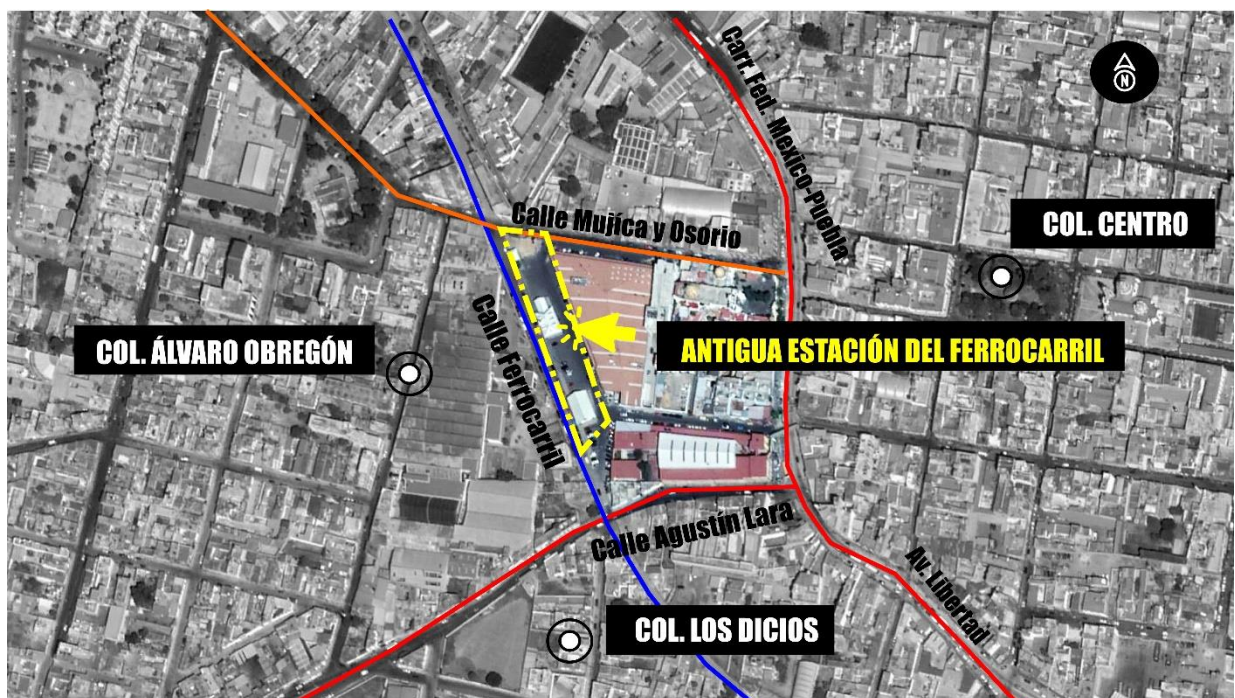 Carr. Fed. Mexico-Puebla
N
Calle Mujíca y Osorio
COL. CENTRO
Calle Ferrocarril
COL. ÁLVARO OBREGÓN
ANTIGUA ESTACIÓN DEL FERROCARRIL
Calle Agustín Lara
Av. Libertad
COL. LOS DICIOS